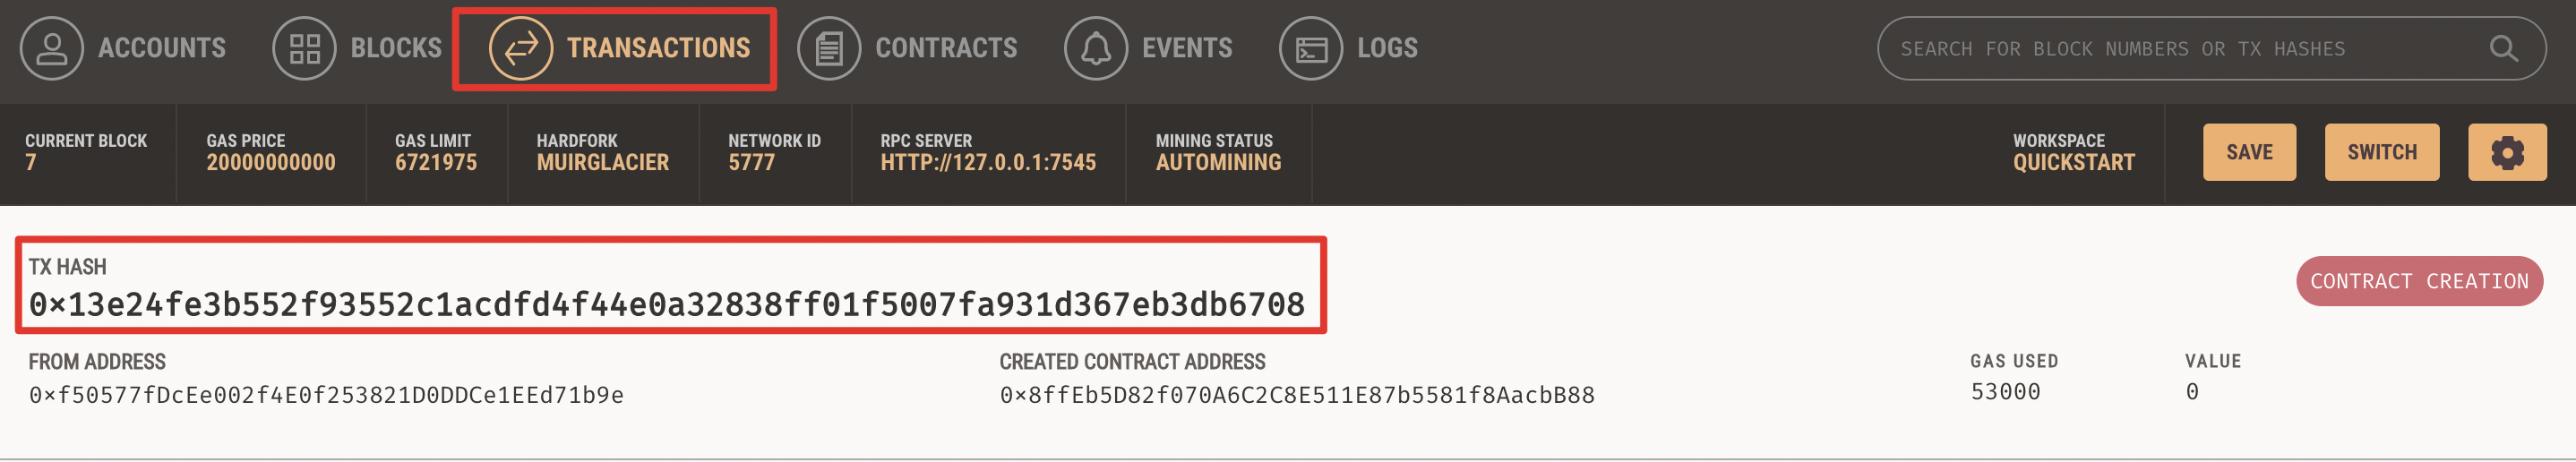 ACCOUNTS BLOCKS TRANSACTIONS CONTRACTS EVENTS LOGS SEARCH FOR BLOCK NUMBERS OR TX HASHES
CURRENT BLOCK GAS PRICE GAS LIMIT HARDFORK NETWORK ID RPC SERVER MINING STATUS WORKSPACE
7 20000000000 6721975 MUIRGLACIER 5777 HTTP://127.0.0.1:7545 AUTOMINING QUICKSTART SAVE SWITCH
TX HASH
0×13e24fe3b552f93552c1acdfd4f44e0a32838ff01f5007fa931d367eb3db6708 CONTRACT CREATION
FROM ADDRESS CREATED CONTRACT ADDRESS GAS USED VALUE
0×f50577fDcEe002f4E0f253821D0DDCe1EEd71b9e 0×8ffEb5D82f070A6C2C8E511E87b5581f8AacbB88 53000 0